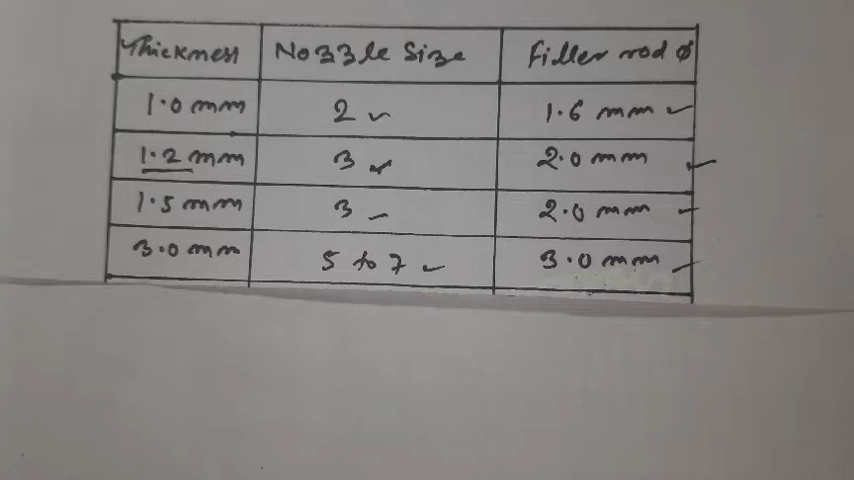 Thickness Nozzle Size Filler rod ø
1.0 mm 2 1.6 mm
1.2 mm 3 2.0 mm
1.5 mm 3 2.0 mm
3.0 mm 5 to 7 3.0 mm